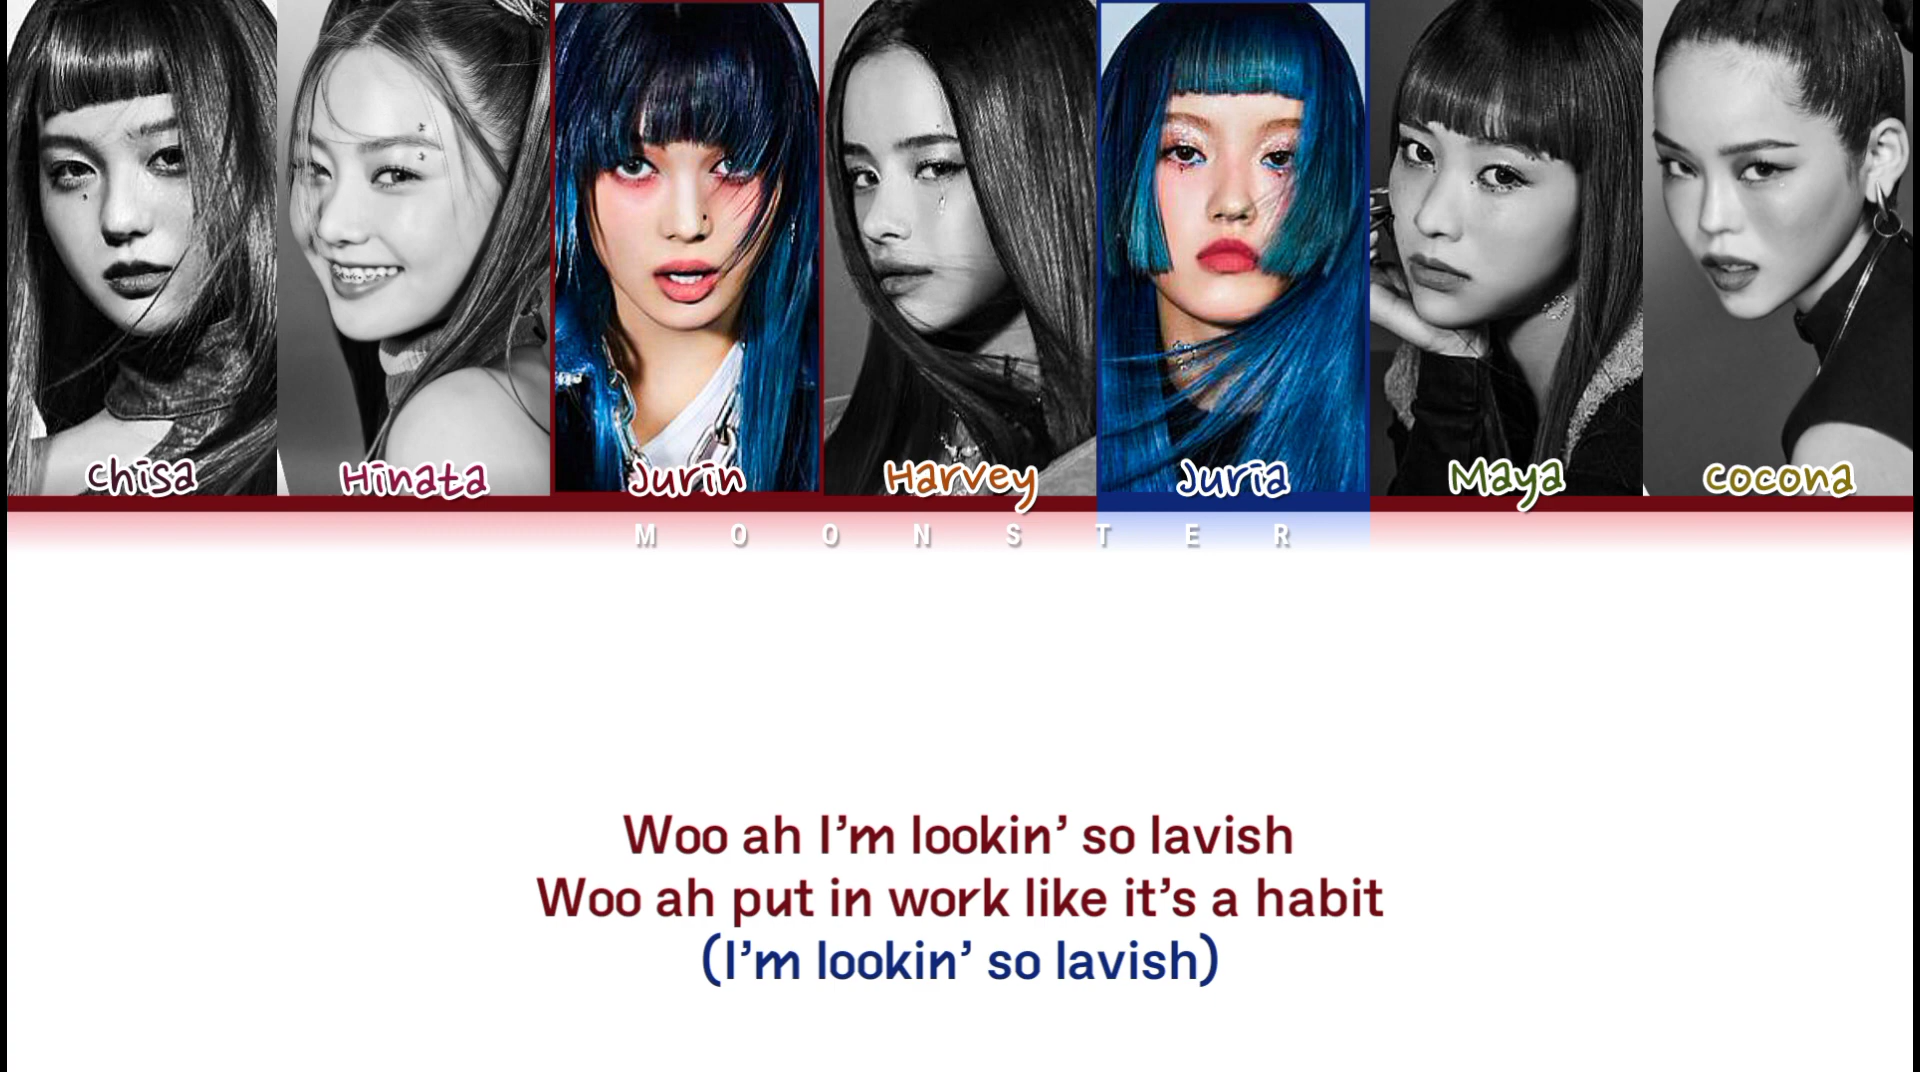 Chisa Hinata Jurin Harvey Juria Maya Cocona
MOONSTER
Woo ah I’m lookin’ so lavish
Woo ah put in work like it’s a habit
(I’m lookin’ so lavish)